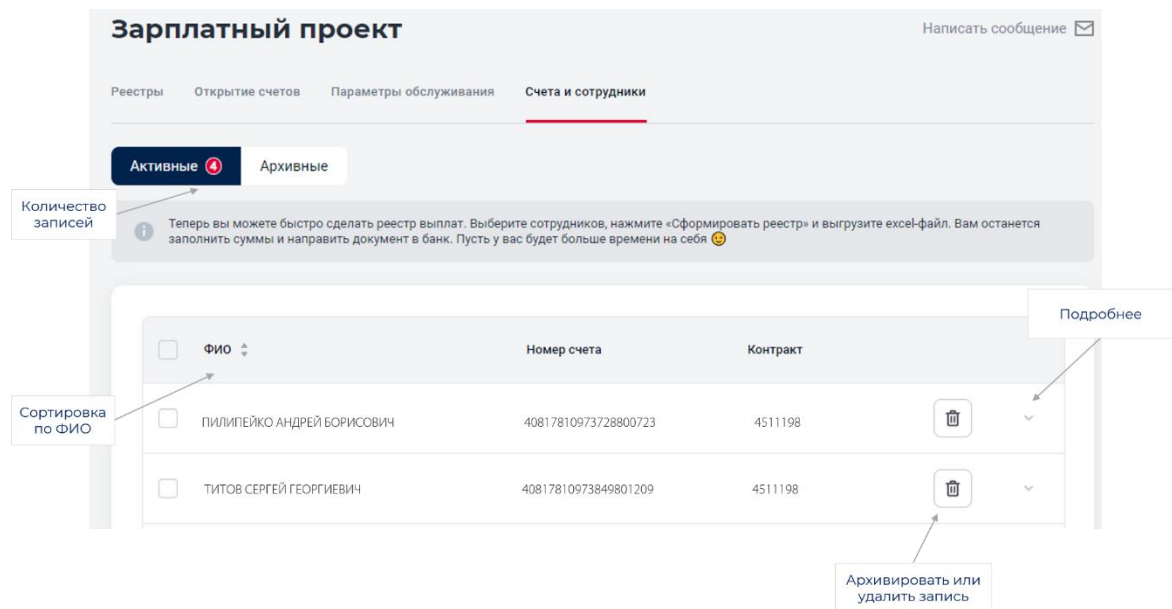 Зарплатный проект
Написать сообщение
Реестры Открытие счетов Параметры обслуживания Счета и сотрудники
Активные 4 Архивные
Количество
записей
Теперь вы можете быстро сделать реестр выплат. Выберите сотрудников, нажмите «Сформировать реестр» и выгрузите excel-файл. Вам останется
заполнить суммы и направить документ в банк. Пусть у вас будет больше времени на себя 😉
Подробнее
ФИО Номер счета Контракт
Сортировка
по ФИО
ПИЛИПЕЙКО АНДРЕЙ БОРИСОВИЧ 40817810973728800723 4511198
ТИТОВ СЕРГЕЙ ГЕОРГИЕВИЧ 40817810973849801209 4511198
Архивировать или
удалить запись